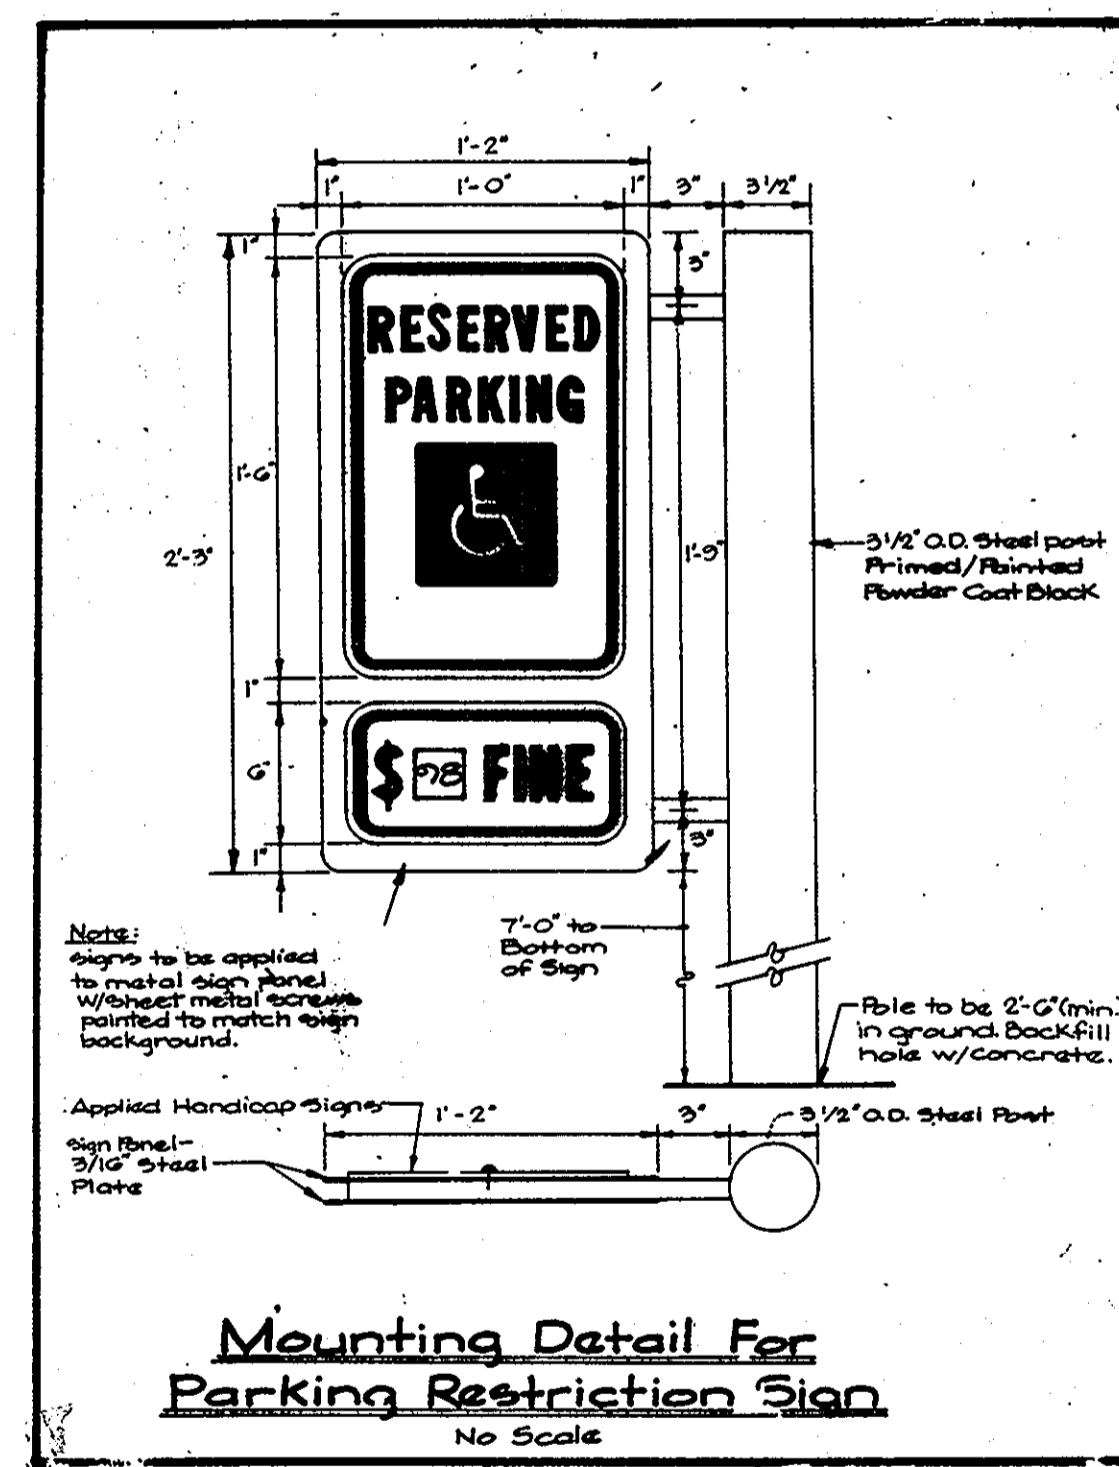 1'-2"
1" 1'-0" 1" 3" 3 1/2"
1"
3"
RESERVED
PARKING
1'-6"
2'-3"
1'-9"
3 1/2" O.D. Steel post
Primed/Painted
Powder Coat Black
1"
6"
$ 98 FINE
1"
3"
Note:
signs to be applied
to metal sign panel
w/sheet metal screws
painted to match sign
background.
7'-0" to
Bottom
of Sign
Pole to be 2'-6" (min.)
in ground. Backfill
hole w/concrete.
Applied Handicap Signs
1'-2"
3"
3 1/2" O.D. Steel Post
Sign Panel-
3/16" Steel
Plate
Mounting Detail For
Parking Restriction Sign
No Scale